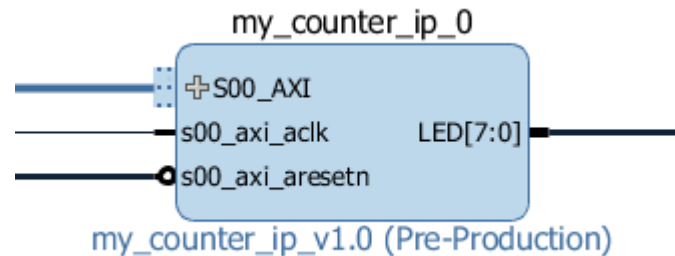 my_counter_ip_0
S00_AXI
s00_axi_aclk LED[7:0]
s00_axi_aresetn
my_counter_ip_v1.0 (Pre-Production)